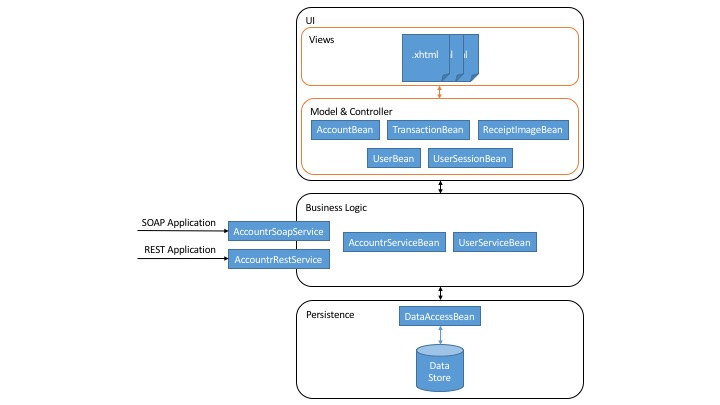 UI
Views
.xhtml
Model & Controller
AccountBean
TransactionBean
ReceiptImageBean
UserBean
UserSessionBean
Business Logic
SOAP Application
AccountrSoapService
REST Application
AccountrRestService
AccountrServiceBean
UserServiceBean
Persistence
DataAccessBean
Data
Store